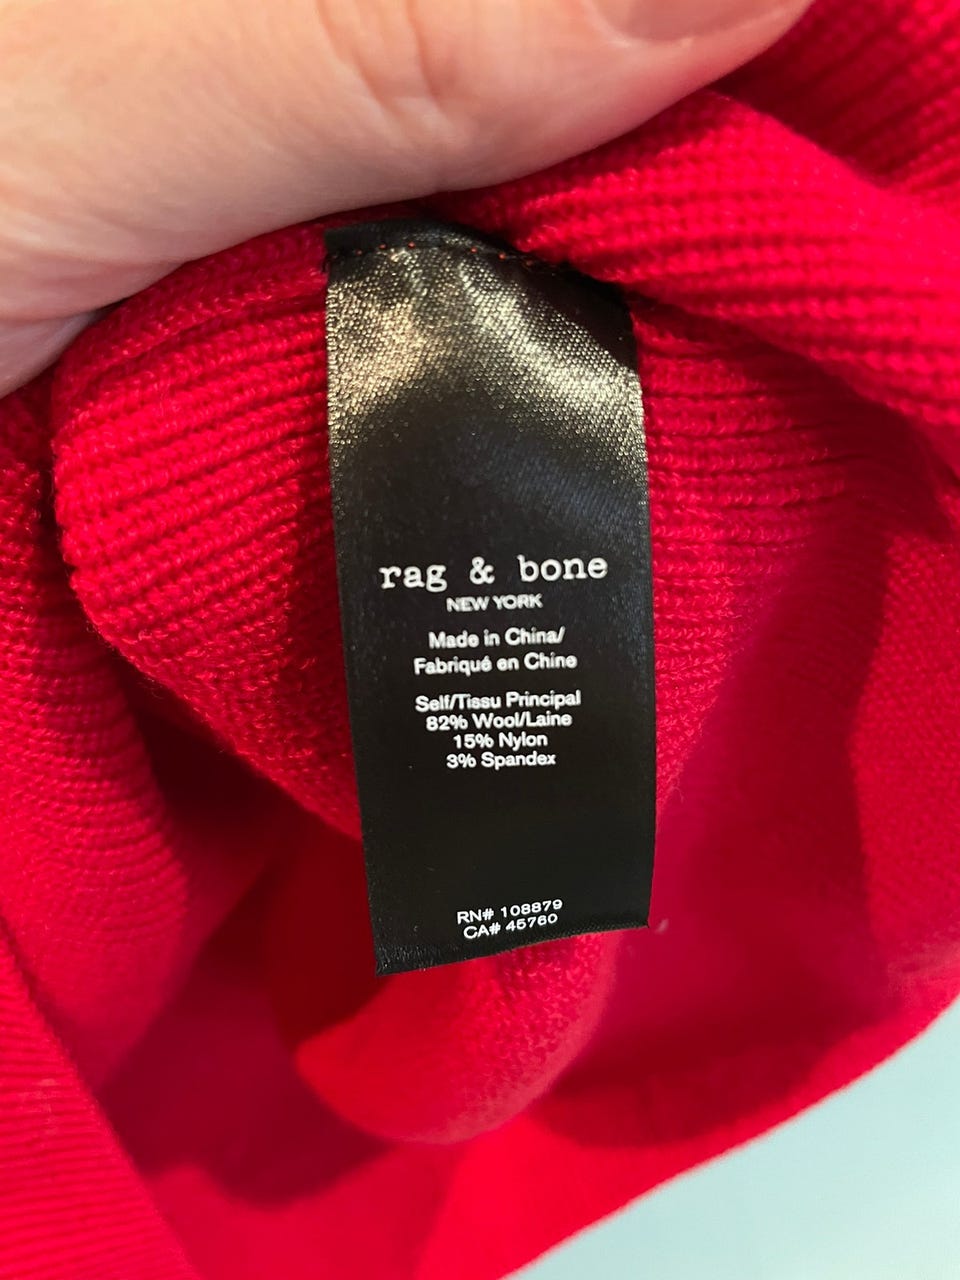 rag & bone
NEW YORK
Made in China/
Fabriqué en Chine
Self/Tissu Principal
82% Wool/Laine
15% Nylon
3% Spandex
RN# 108879
CA# 45760